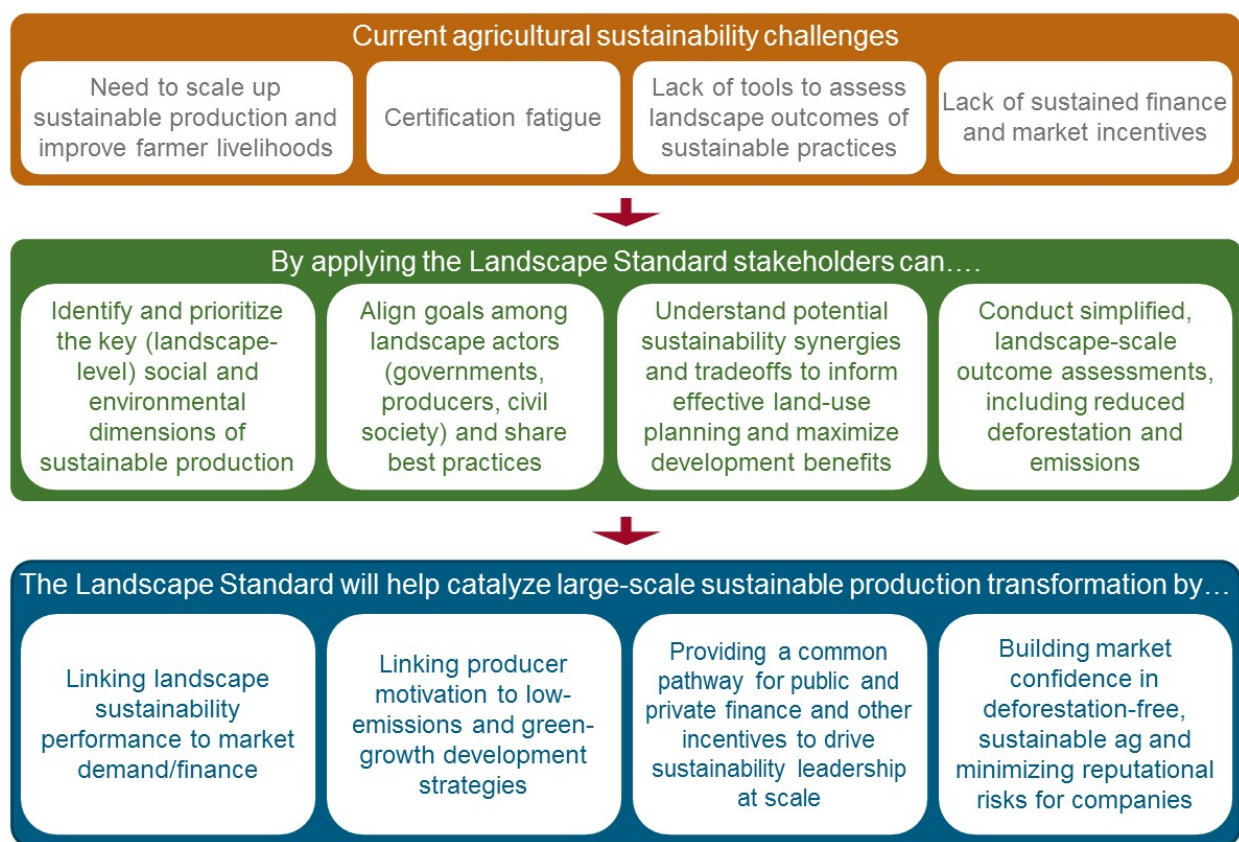 Current agricultural sustainability challenges
Need to scale up
sustainable production and
improve farmer livelihoods
Certification fatigue
Lack of tools to assess
landscape outcomes of
sustainable practices
Lack of sustained finance
and market incentives
By applying the Landscape Standard stakeholders can....
Identify and prioritize
the key (landscape-
level) social and
environmental
dimensions of
sustainable production
Align goals among
landscape actors
(governments,
producers, civil
society) and share
best practices
Understand potential
sustainability synergies
and tradeoffs to inform
effective land-use
planning and maximize
development benefits
Conduct simplified,
landscape-scale
outcome assessments,
including reduced
deforestation and
emissions
The Landscape Standard will help catalyze large-scale sustainable production transformation by…
Linking landscape
sustainability
performance to market
demand/finance
Linking producer
motivation to low-
emissions and green-
growth development
strategies
Providing a common
pathway for public and
private finance and other
incentives to drive
sustainability leadership
at scale
Building market
confidence in
deforestation-free,
sustainable ag and
minimizing reputational
risks for companies